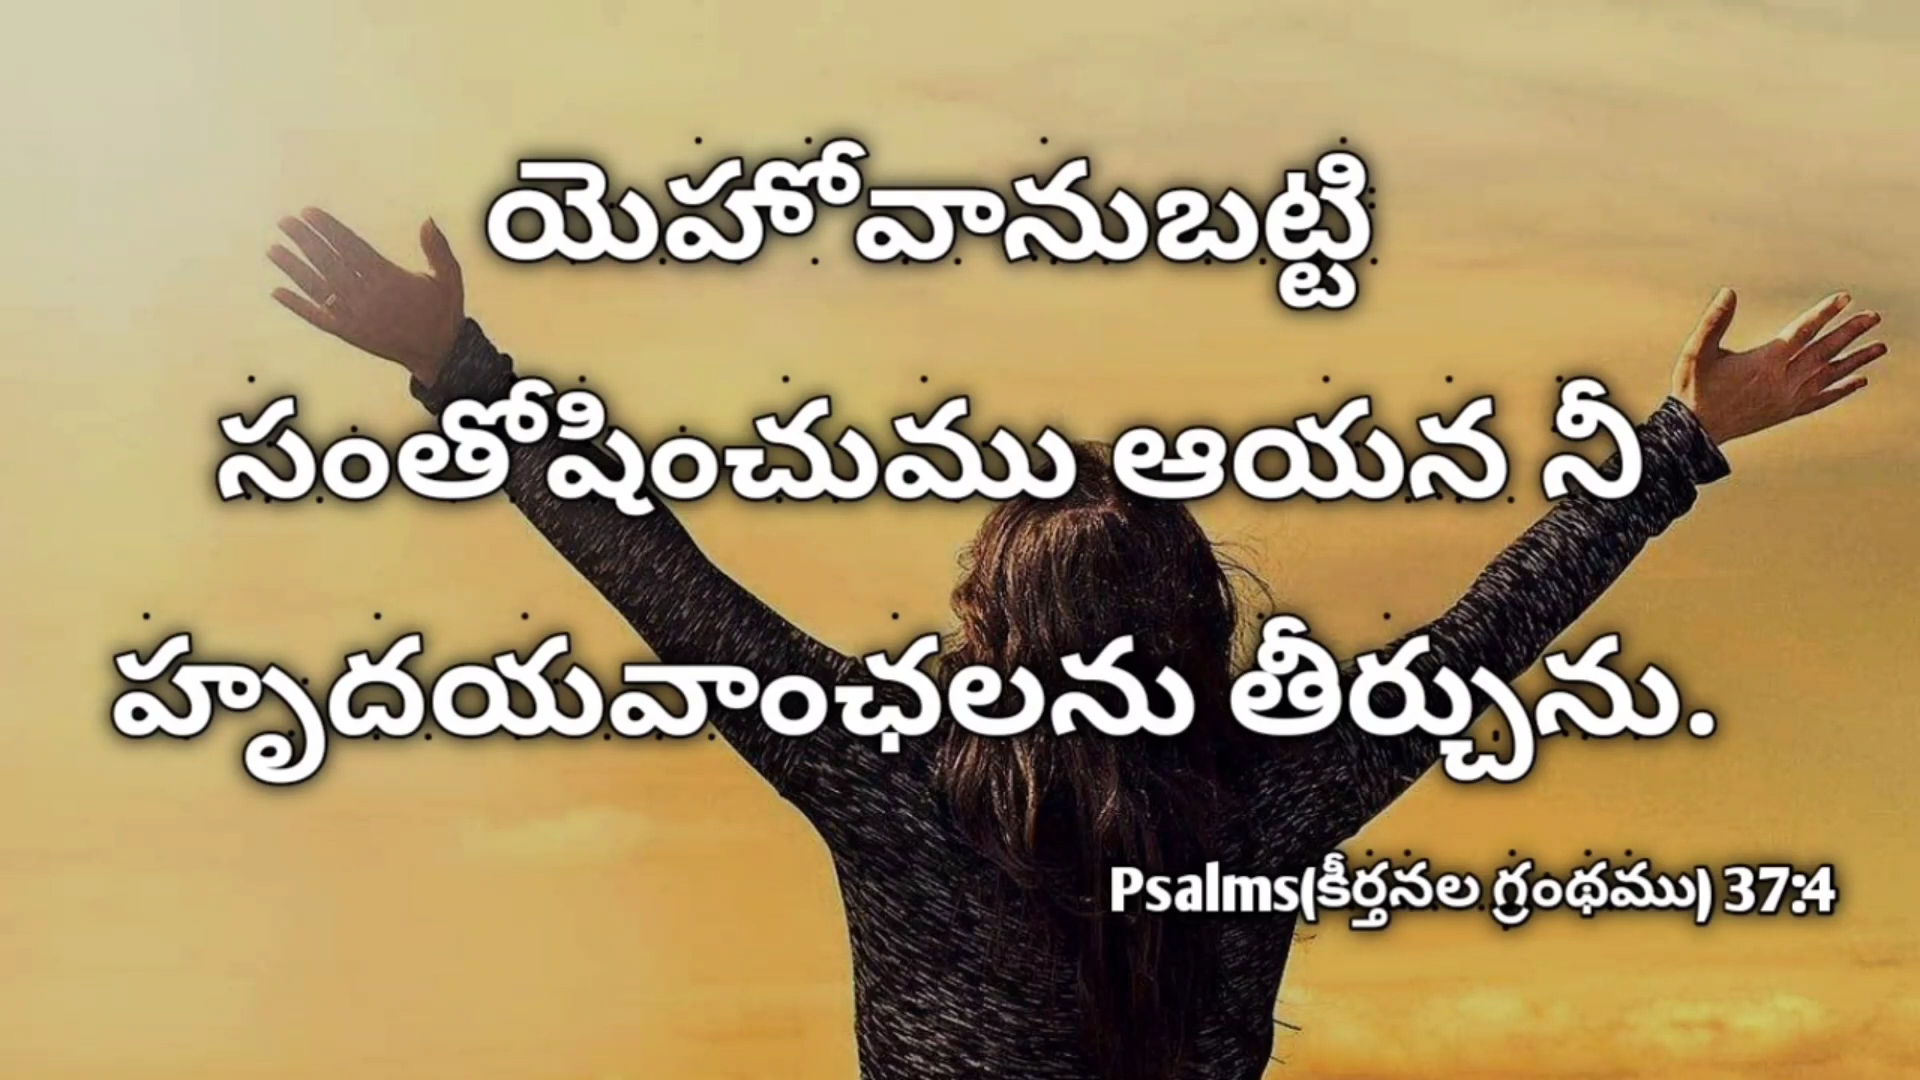 యెహోవానుబట్టి
సంతోషించుము ఆయన నీ
హృదయవాంఛలను తీర్చును.
Psalms(కీర్తనల గ్రంథము) 37:4